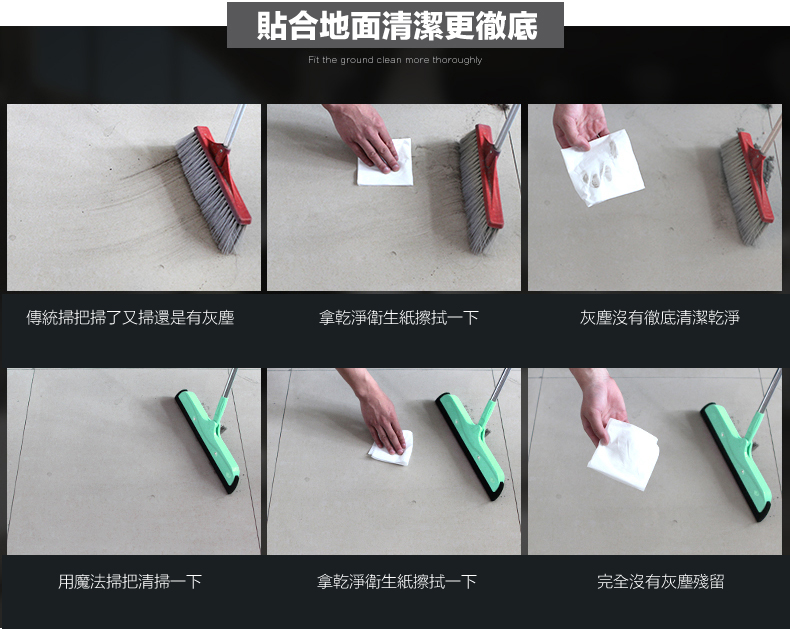 貼合地面清潔更徹底
Fit the ground clean more thoroughly
傳統掃把掃了又掃還是有灰塵
拿乾淨衛生紙擦拭一下
灰塵沒有徹底清潔乾淨
用魔法掃把清掃一下
拿乾淨衛生紙擦拭一下
完全沒有灰塵殘留